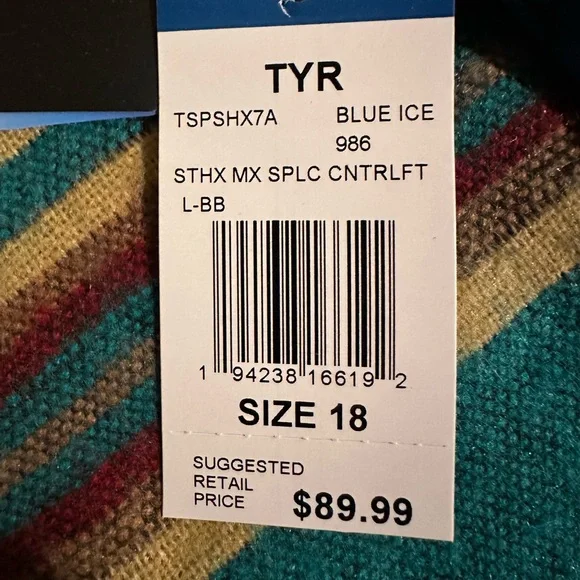 TYR
TSPSHX7A BLUE ICE
986
STHX MX SPLC CNTRLFT
L-BB
1 94238 16619 2
SIZE 18
SUGGESTED
RETAIL
PRICE $89.99